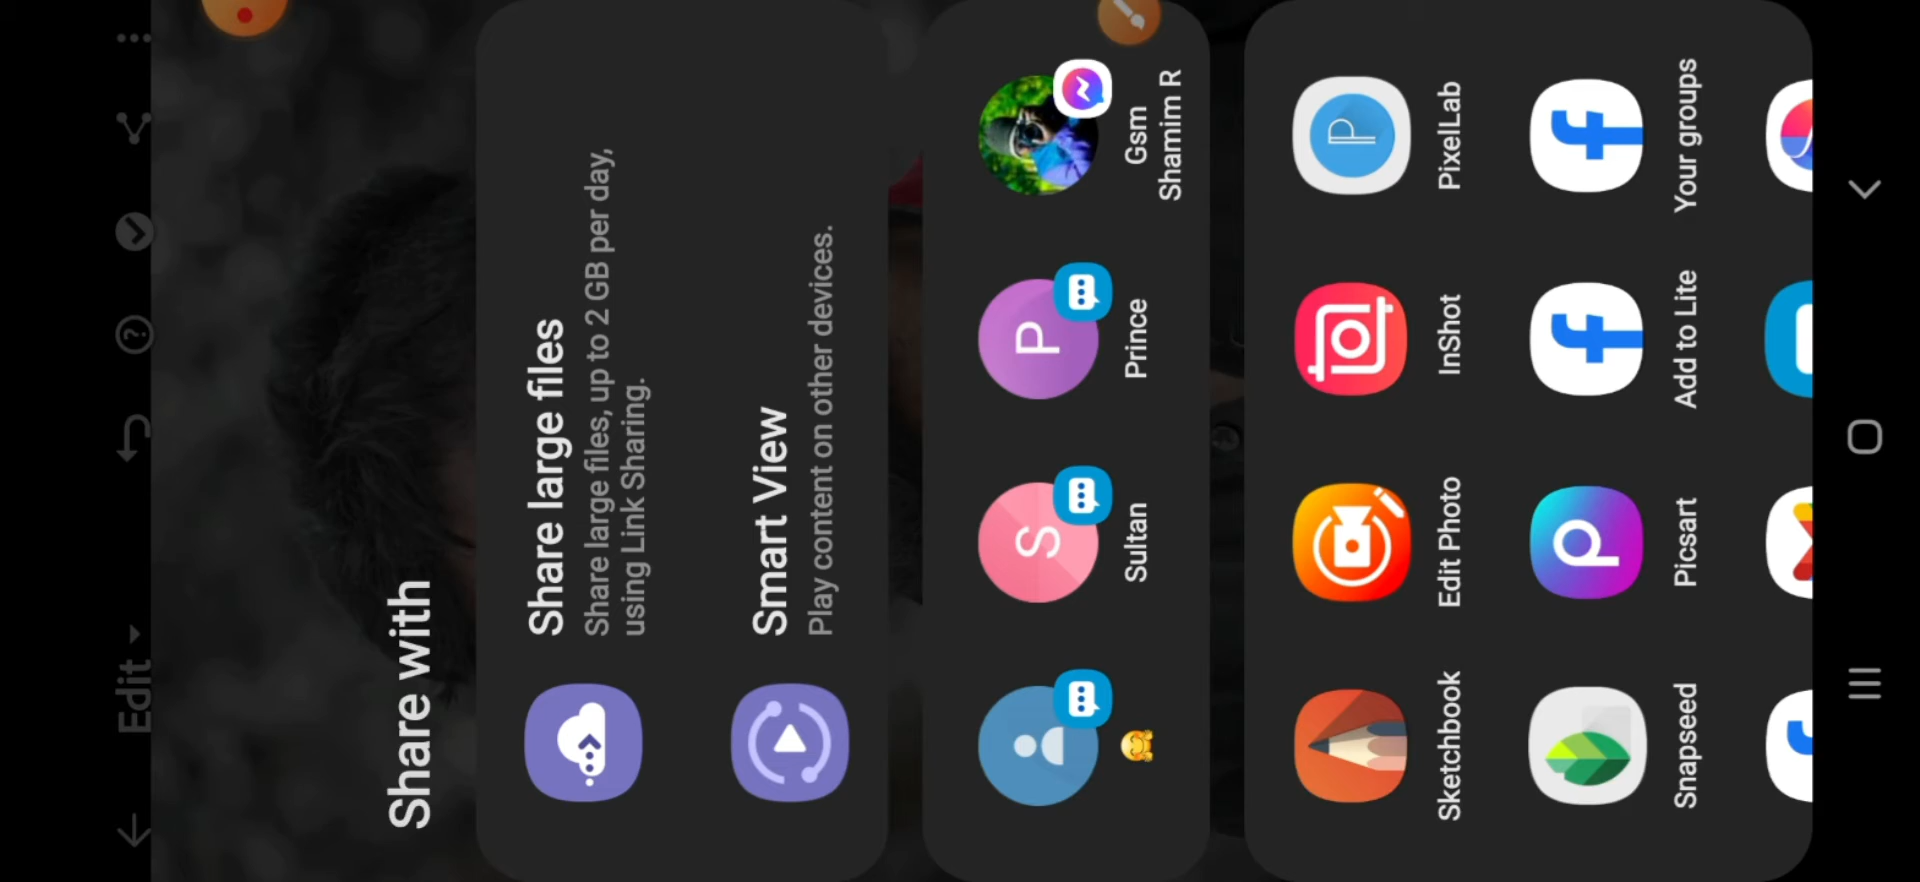 Edit
Share with
Share large files
Share large files, up to 2 GB per day,
using Link Sharing.
Smart View
Play content on other devices.
S
P
🤗
Sultan
Prince
Gsm
Shamim R
Sketchbook
Edit Photo
InShot
PixelLab
Snapseed
Picsart
Add to Lite
Your groups